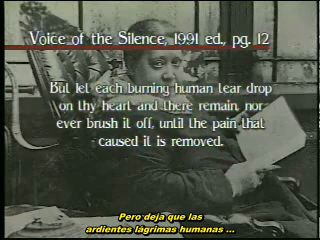 Voice of the Silence, 1991 ed., pg. 12
But let each burning human tear drop
on thy heart and there remain, nor
ever brush it off, until the pain that
caused it is removed.
Pero deja que las
ardientes lágrimas humanas ...